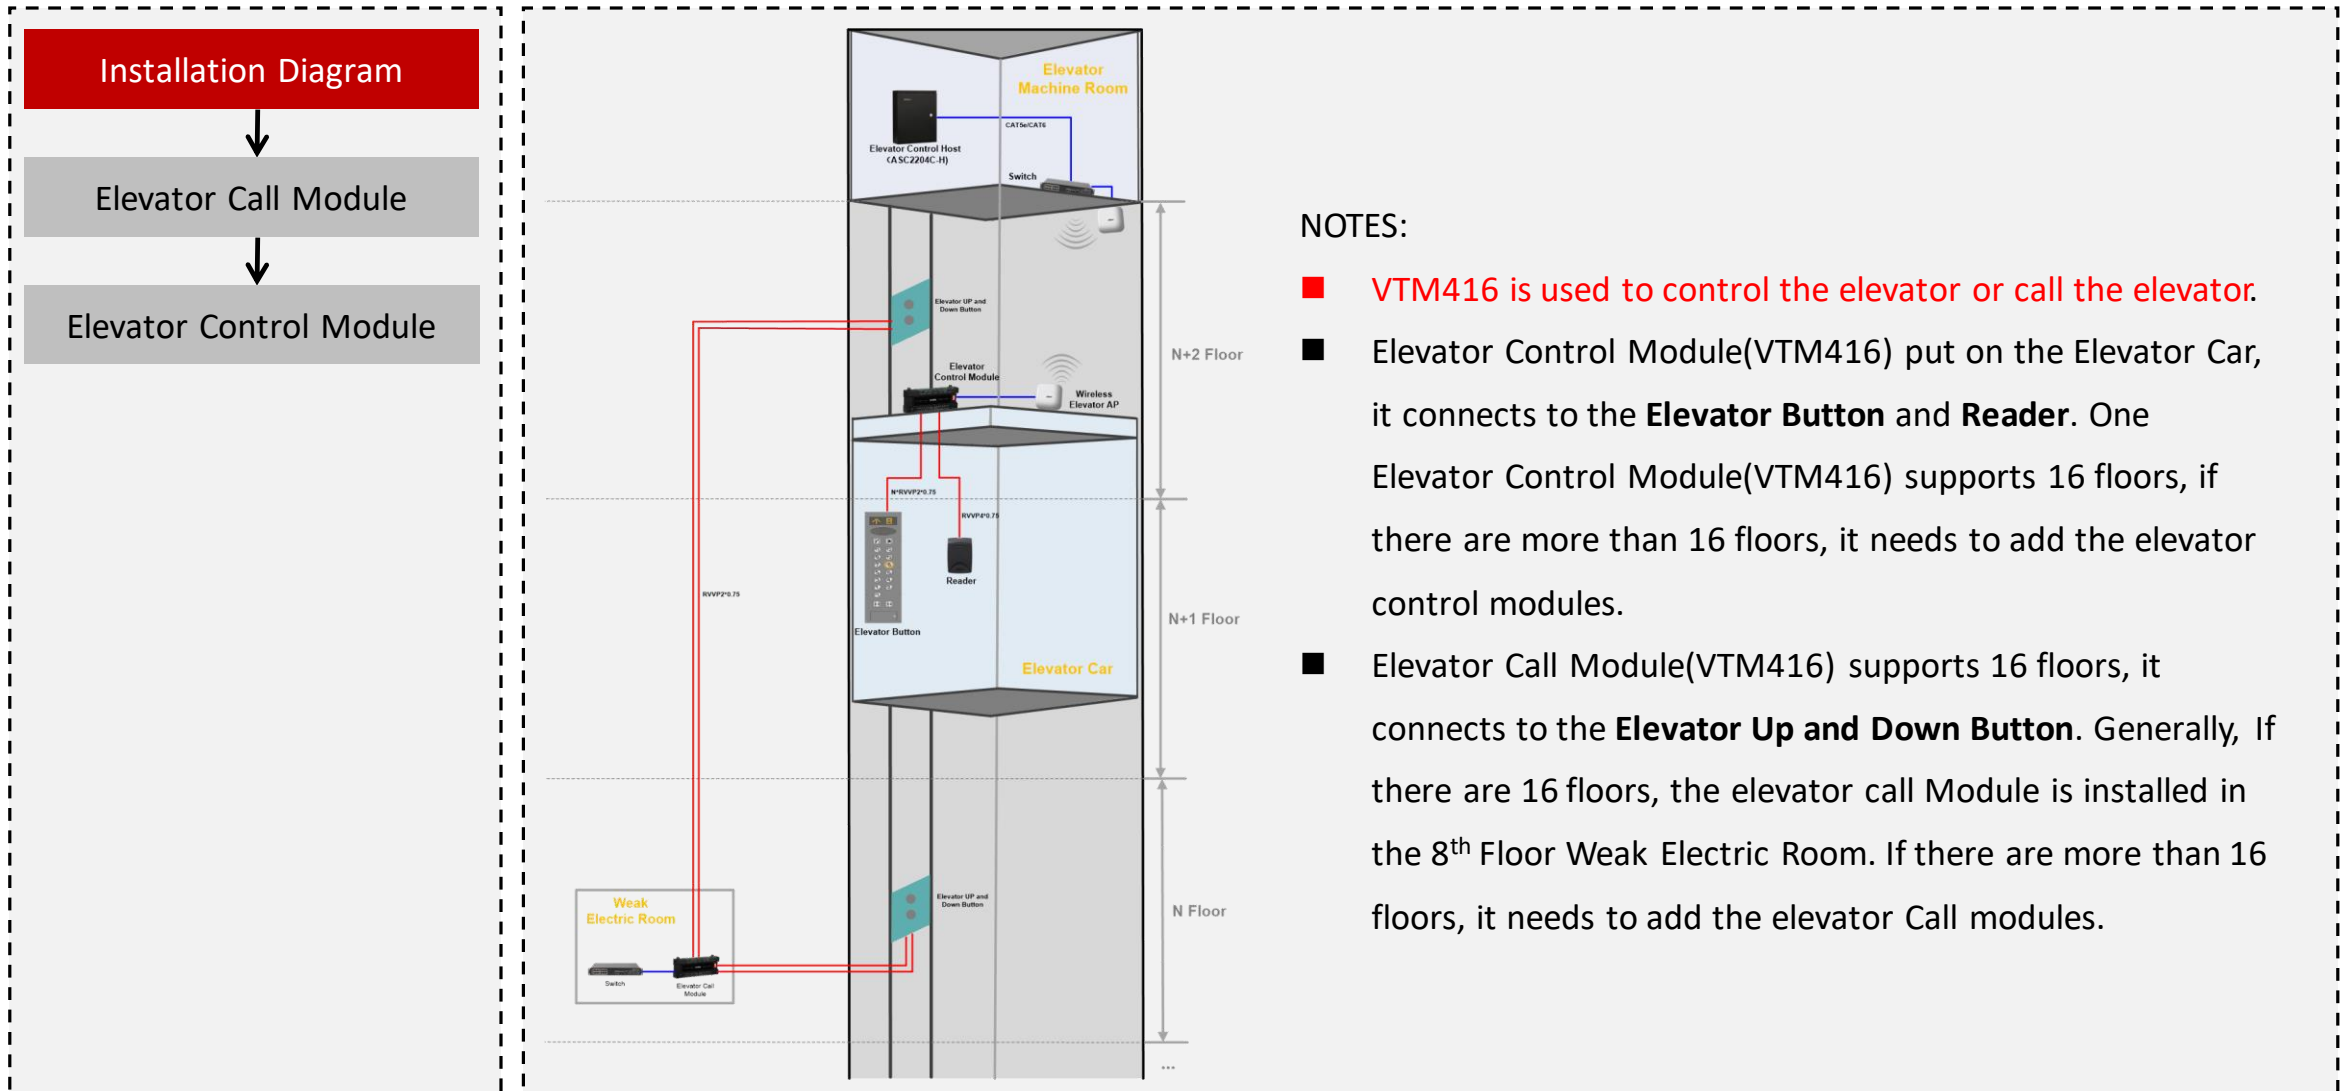 Installation Diagram
Elevator Call Module
Elevator Control Module
Elevator
Machine Room
CAT5e/CAT6
Elevator Control Host
(ASC2204C-H)
Switch
Elevator UP and
Down Button
N+2 Floor
Elevator
Control Module
Wireless
Elevator AP
N*RVVP2*0.75
RVVP4*0.75
Reader
RVVP2*0.75
Elevator Button
N+1 Floor
Elevator Car
Elevator UP and
Down Button
N Floor
Weak
Electric Room
Switch
Elevator Call
Module
...
NOTES:
VTM416 is used to control the elevator or call the elevator.
Elevator Control Module(VTM416) put on the Elevator Car,
it connects to the Elevator Button and Reader. One
Elevator Control Module(VTM416) supports 16 floors, if
there are more than 16 floors, it needs to add the elevator
control modules.
Elevator Call Module(VTM416) supports 16 floors, it
connects to the Elevator Up and Down Button. Generally, If
there are 16 floors, the elevator call Module is installed in
the 8th Floor Weak Electric Room. If there are more than 16
floors, it needs to add the elevator Call modules.